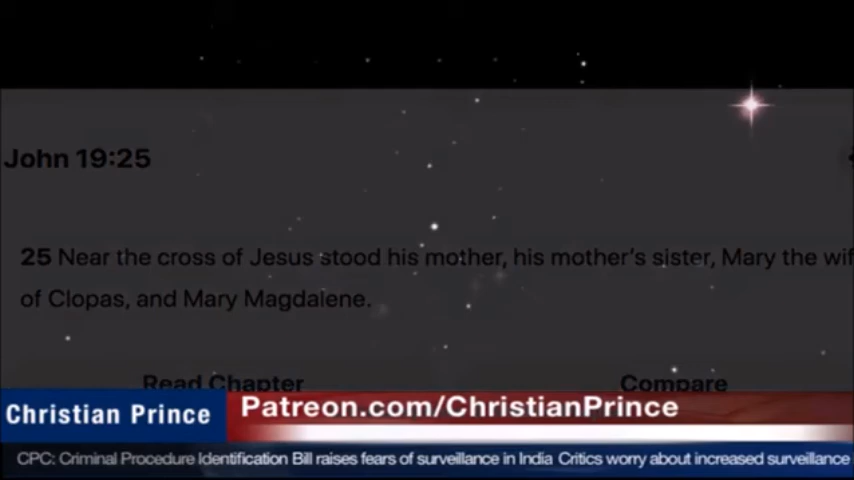 John 19:25
25 Near the cross of Jesus stood his mother, his mother's sister, Mary the wif
of Clopas, and Mary Magdalene.
Read Chapter Compare
Christian Prince Patreon.com/ChristianPrince
CPC: Criminal Procedure Identification Bill raises fears of surveillance in India Critics worry about increased surveillance